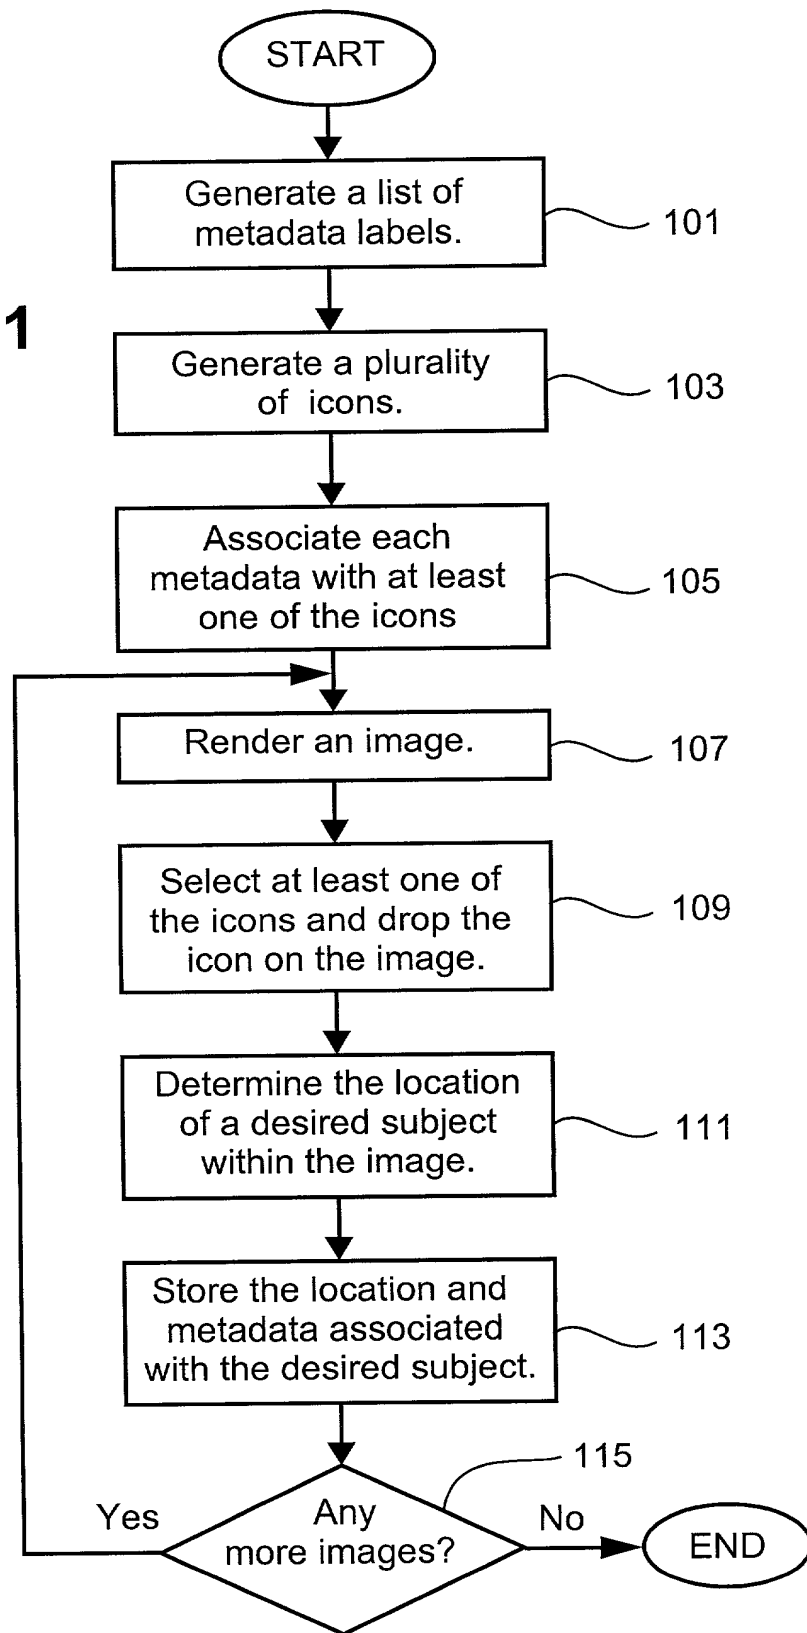 START
Generate a list of
metadata labels.
101
1
Generate a plurality
of icons.
103
Associate each
metadata with at least
one of the icons
105
Render an image.
107
Select at least one of
the icons and drop the
icon on the image.
109
Determine the location
of a desired subject
within the image.
111
Store the location and
metadata associated
with the desired subject.
113
115
Yes
Any
more images?
No
END